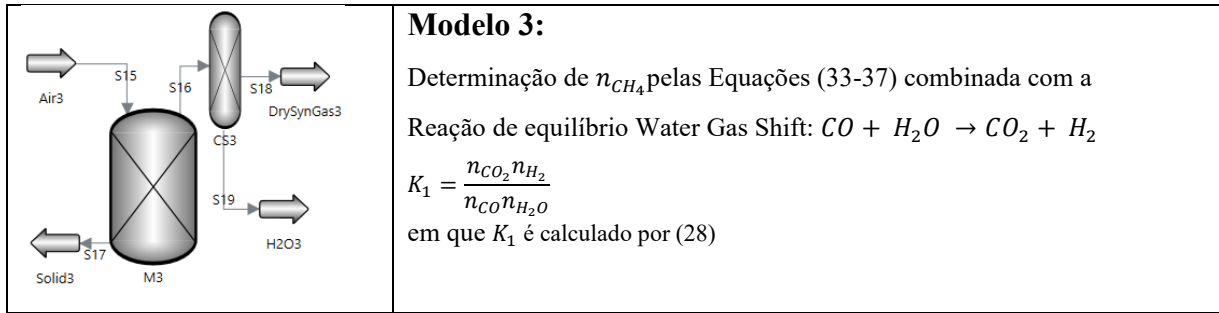 Air3
S15
S16
S18
DrySynGas3
CS3
S19
H2O3
S17
Solid3
M3
Modelo 3:
Determinação de $n_{CH_4}$pelas Equações (33-37) combinada com a
Reação de equilíbrio Water Gas Shift: $CO + H_2O \rightarrow CO_2 + H_2$
$K_1 = \frac{n_{CO_2} n_{H_2}}{n_{CO} n_{H_2O}}$
em que $K_1$ é calculado por (28)